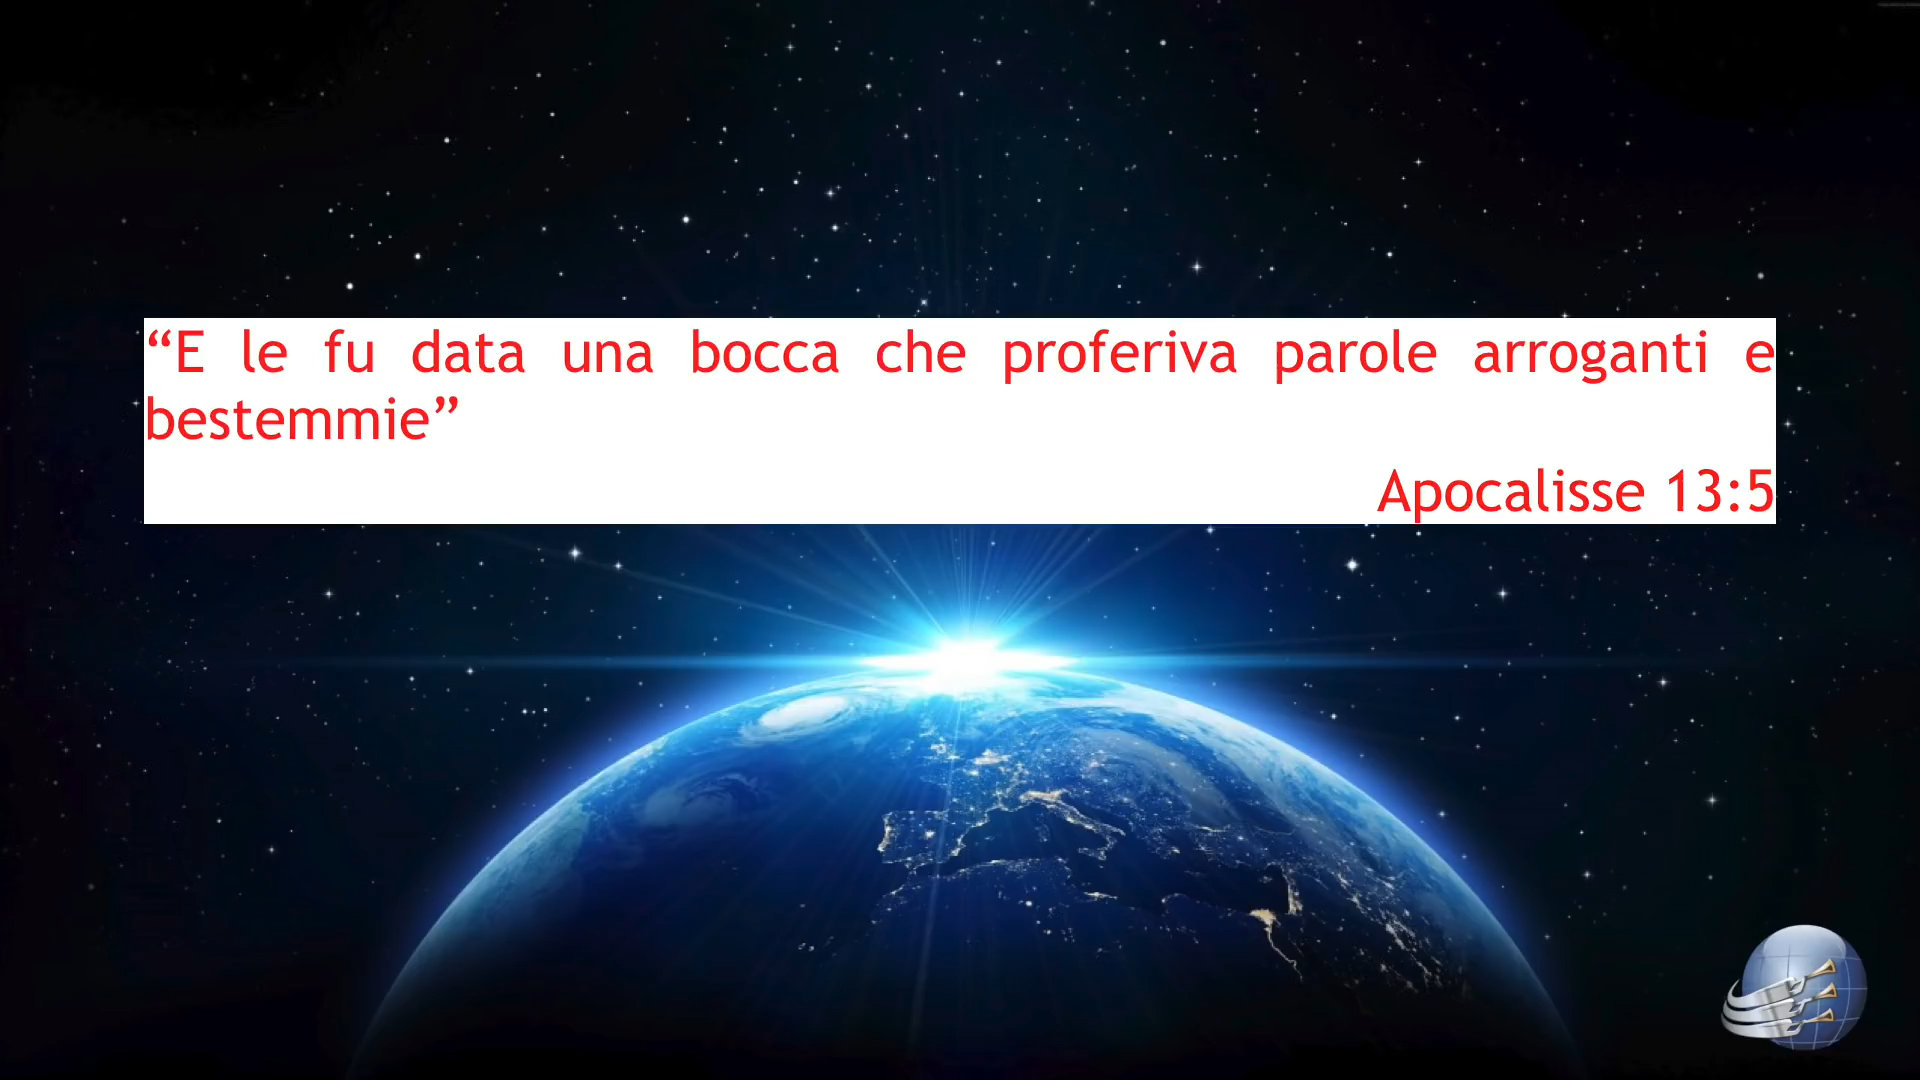 “E le fu data una bocca che proferiva parole arroganti e
bestemmie”
Apocalisse 13:5